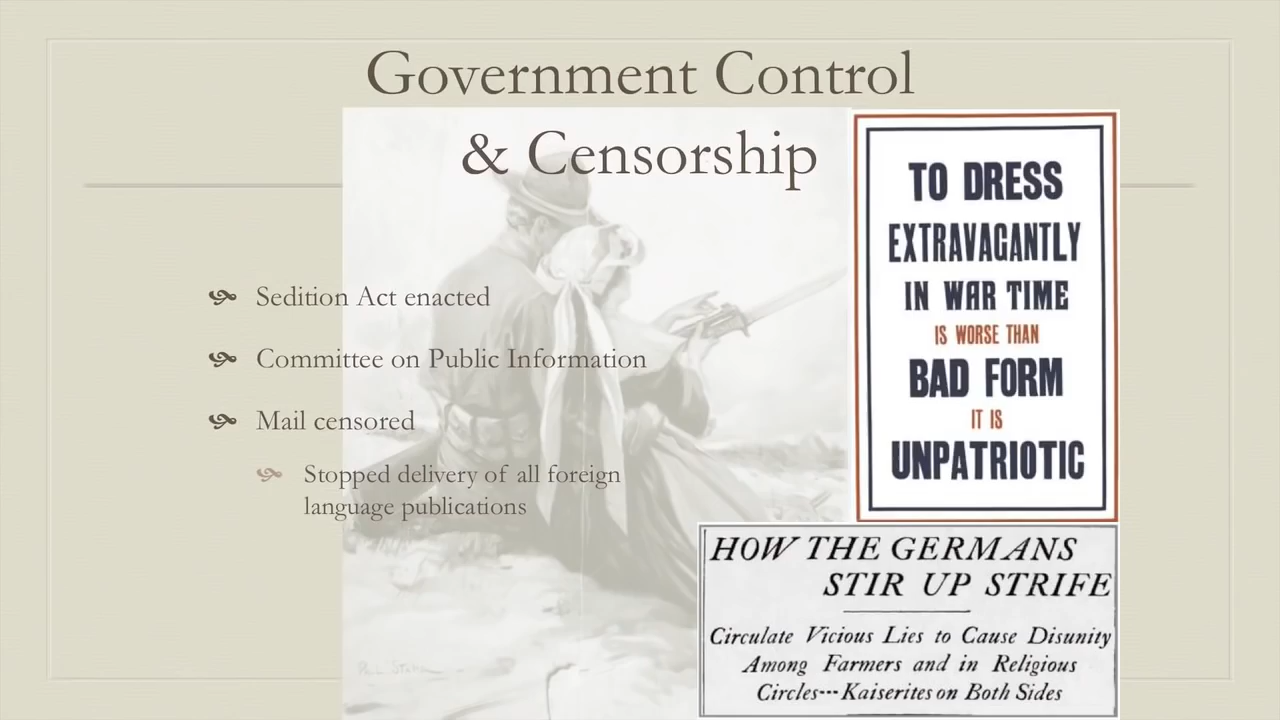 Government Control
& Censorship
Sedition Act enacted
Committee on Public Information
Mail censored
Stopped delivery of all foreign
language publications
TO DRESS
EXTRAVAGANTLY
IN WAR TIME
IS WORSE THAN
BAD FORM
IT IS
UNPATRIOTIC
HOW THE GERMANS
STIR UP STRIFE
Circulate Vicious Lies to Cause Disunity
Among Farmers and in Religious
Circles---Kaiserites on Both Sides